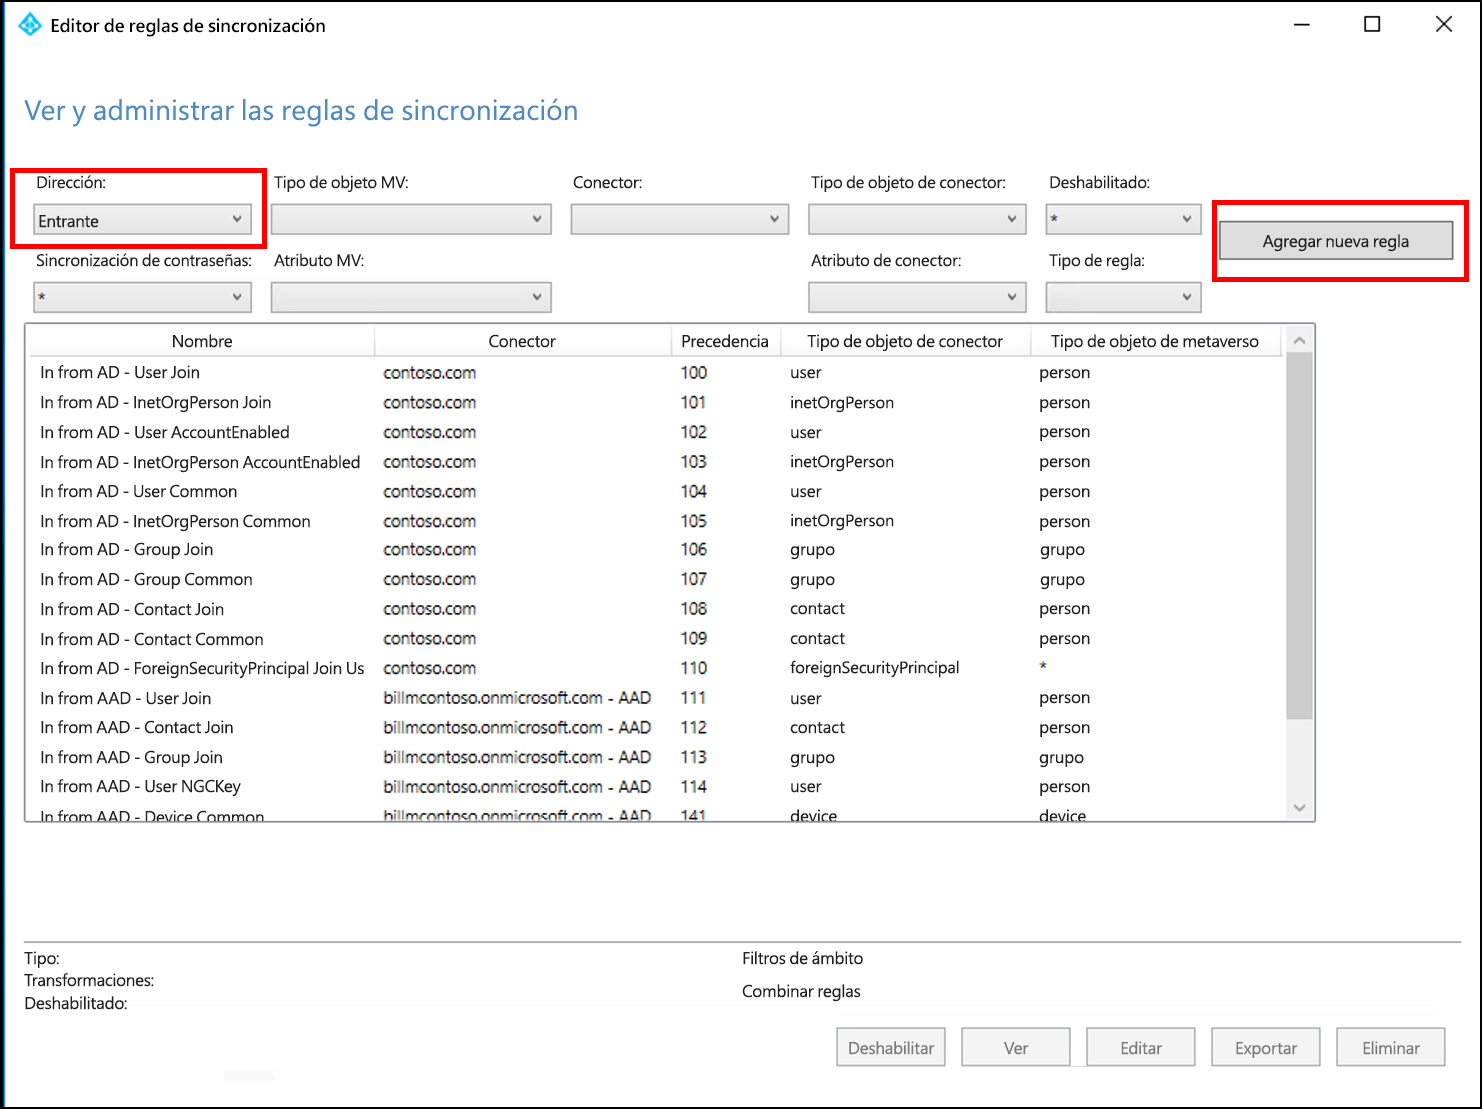 Editor de reglas de sincronización
Ver y administrar las reglas de sincronización
Dirección: Tipo de objeto MV: Conector: Tipo de objeto de conector: Deshabilitado:
Entrante *
Agregar nueva regla
Sincronización de contraseñas: Atributo MV: Atributo de conector: Tipo de regla:
*
Nombre Conector Precedencia Tipo de objeto de conector Tipo de objeto de metaverso
In from AD - User Join contoso.com 100 user person
In from AD - InetOrgPerson Join contoso.com 101 inetOrgPerson person
In from AD - User AccountEnabled contoso.com 102 user person
In from AD - InetOrgPerson AccountEnabled contoso.com 103 inetOrgPerson person
In from AD - User Common contoso.com 104 user person
In from AD - InetOrgPerson Common contoso.com 105 inetOrgPerson person
In from AD - Group Join contoso.com 106 grupo grupo
In from AD - Group Common contoso.com 107 grupo grupo
In from AD - Contact Join contoso.com 108 contact person
In from AD - Contact Common contoso.com 109 contact person
In from AD - ForeignSecurityPrincipal Join Us contoso.com 110 foreignSecurityPrincipal *
In from AAD - User Join billmcontoso.onmicrosoft.com - AAD 111 user person
In from AAD - Contact Join billmcontoso.onmicrosoft.com - AAD 112 contact person
In from AAD - Group Join billmcontoso.onmicrosoft.com - AAD 113 grupo grupo
In from AAD - User NGCKey billmcontoso.onmicrosoft.com - AAD 114 user person
In from AAD - Device Common billmcontoso.onmicrosoft.com - AAD 141 device device
Tipo: Filtros de ámbito
Transformaciones:
Combinar reglas
Deshabilitado:
Deshabilitar Ver Editar Exportar Eliminar